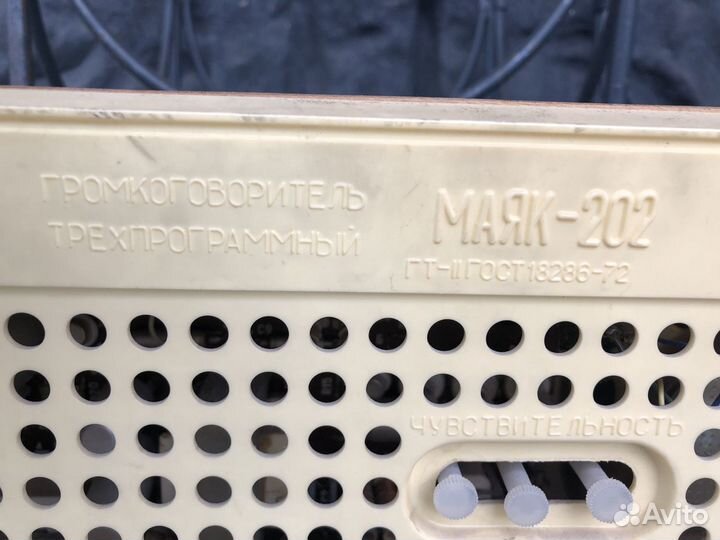 ГРОМКОГОВОРИТЕЛЬ
ТРЕХПРОГРАММНЫЙ
МАЯК-202
ГТ-II ГОСТ 18286-72
ЧУВСТВИТЕЛЬНОСТЬ
Avito